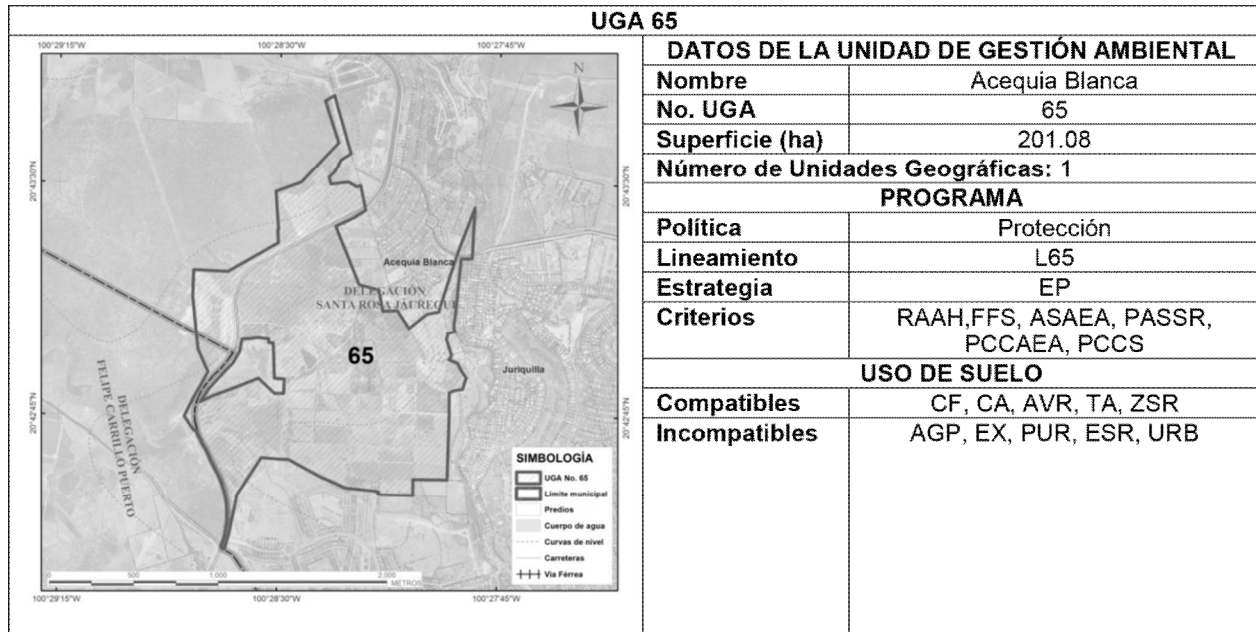 UGA 65
100°29'15"W 100°28'30"W 100°27'45"W
N
20°43'30"N 20°43'30"N
Acequia Blanca
DELEGACIÓN
SANTA ROSA JÁUREGUI
65
Juriquilla
DELEGACIÓN
FELIPE CARRILLO PUERTO
20°42'45"N 20°42'45"N
SIMBOLOGÍA
UGA No. 65
Límite municipal
Predios
Cuerpo de agua
Curvas de nivel
Carreteras
Vía Férrea
0 500 1,000 2,000
METROS
100°29'15"W 100°28'30"W 100°27'45"W
DATOS DE LA UNIDAD DE GESTIÓN AMBIENTAL
Nombre Acequia Blanca
No. UGA 65
Superficie (ha) 201.08
Número de Unidades Geográficas: 1
PROGRAMA
Política Protección
Lineamiento L65
Estrategia EP
Criterios RAAH,FFS, ASAEA, PASSR,
PCCAEA, PCCS
USO DE SUELO
Compatibles CF, CA, AVR, TA, ZSR
Incompatibles AGP, EX, PUR, ESR, URB